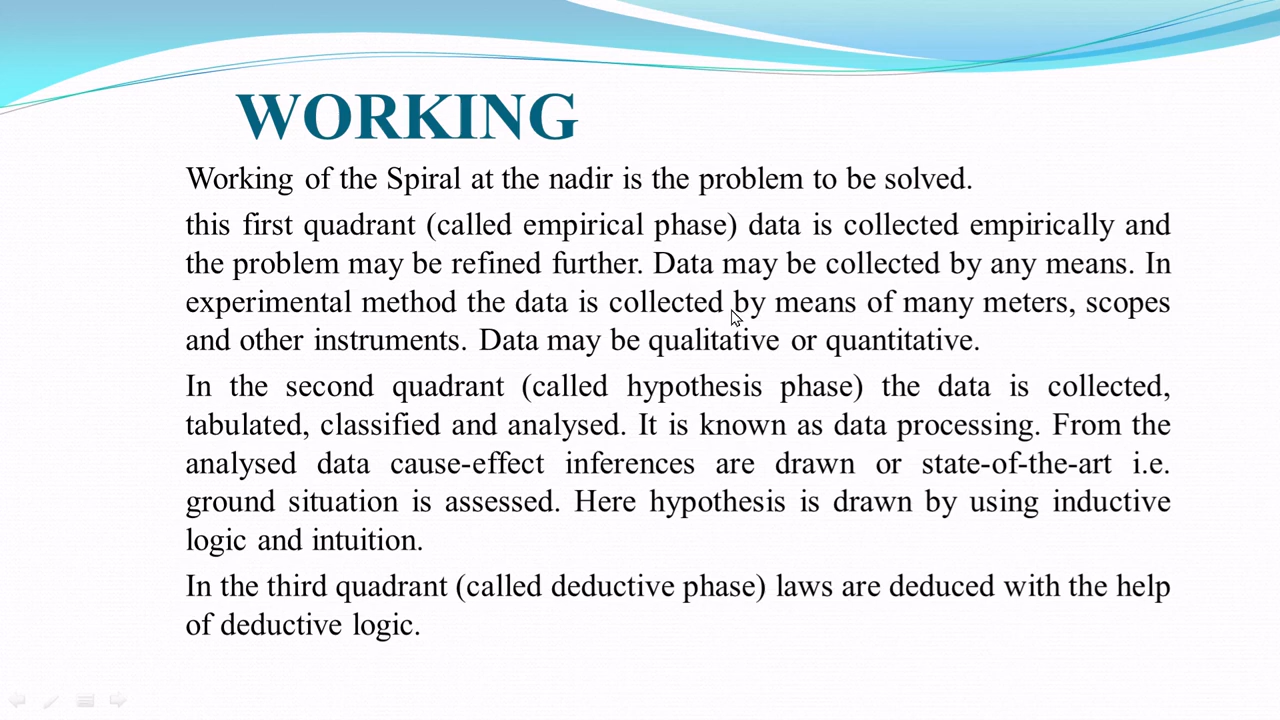 WORKING
Working of the Spiral at the nadir is the problem to be solved.
this first quadrant (called empirical phase) data is collected empirically and
the problem may be refined further. Data may be collected by any means. In
experimental method the data is collected by means of many meters, scopes
and other instruments. Data may be qualitative or quantitative.
In the second quadrant (called hypothesis phase) the data is collected,
tabulated, classified and analysed. It is known as data processing. From the
analysed data cause-effect inferences are drawn or state-of-the-art i.e.
ground situation is assessed. Here hypothesis is drawn by using inductive
logic and intuition.
In the third quadrant (called deductive phase) laws are deduced with the help
of deductive logic.